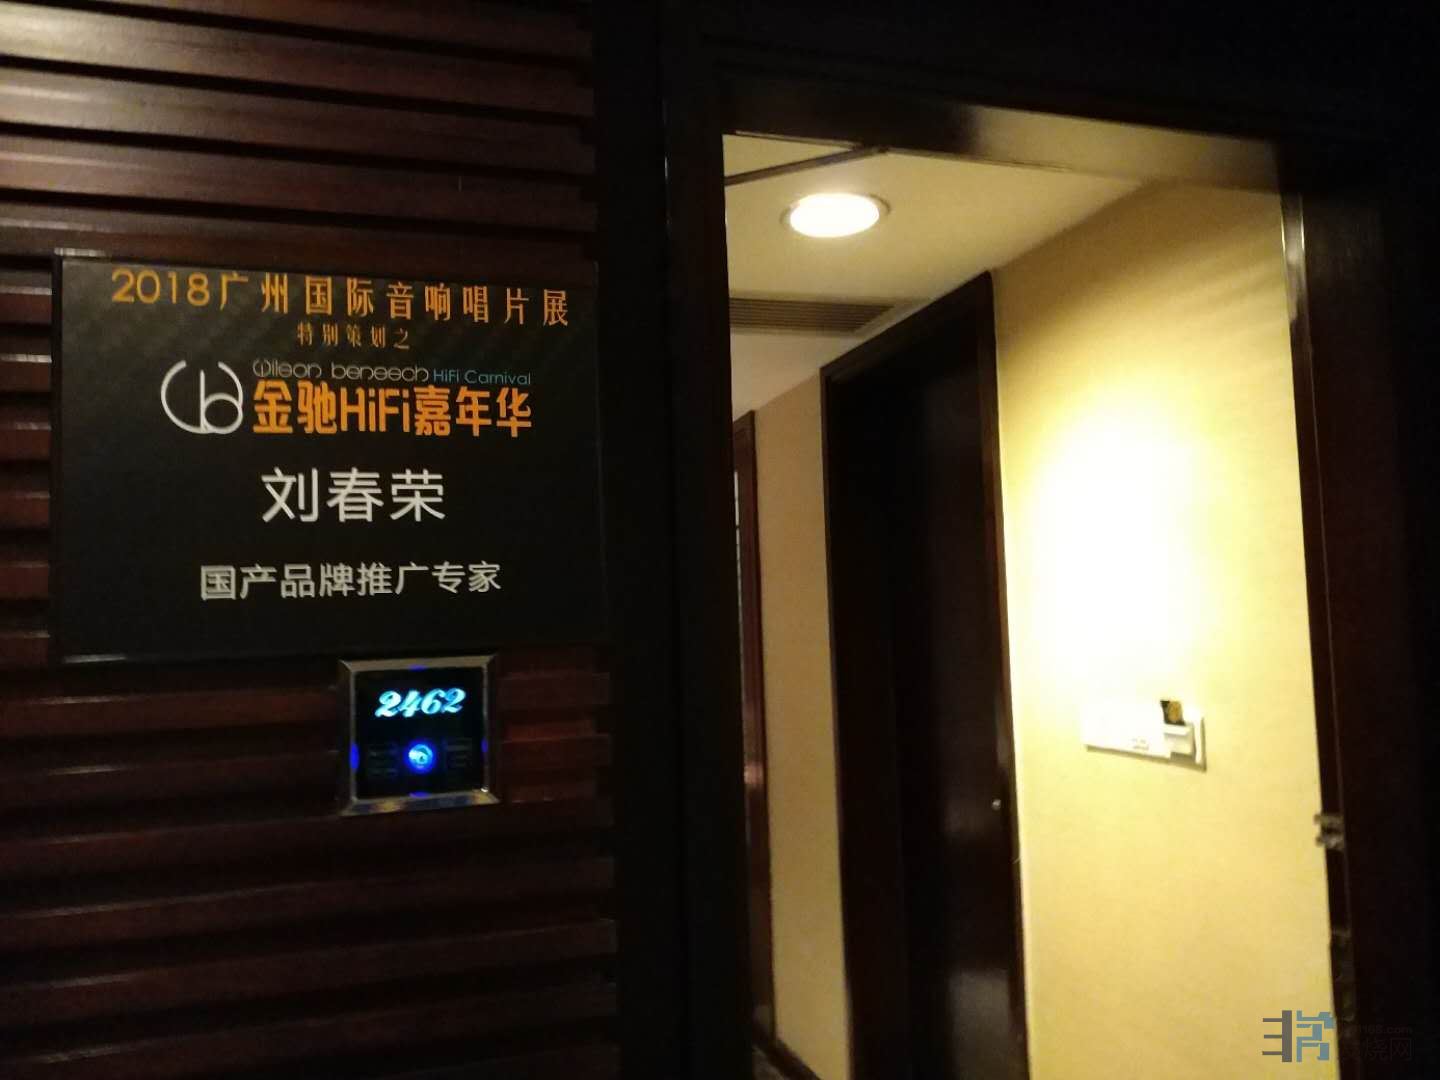 2018广州国际音响唱片展
特别策划之
Wilson benesch HiFi Carnival
金驰HiFi嘉年华
刘春荣
国产品牌推广专家
2462